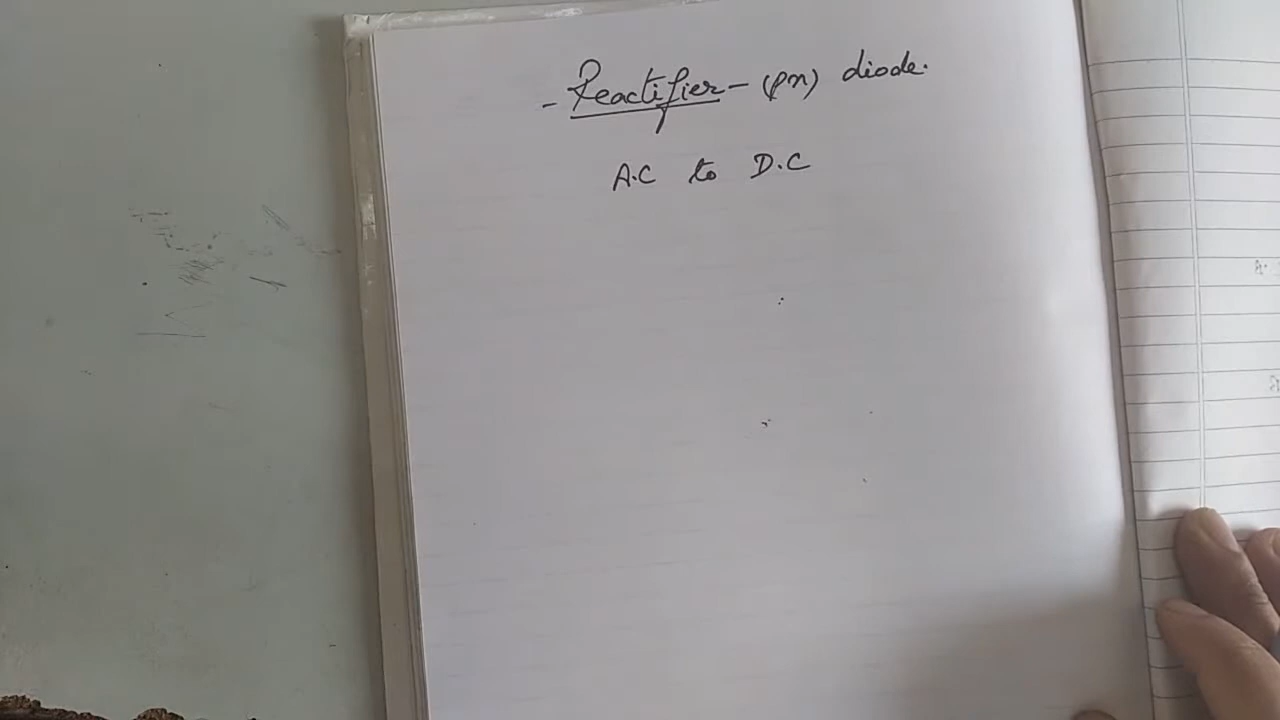 - Reactifier - (pn) diode.
A.C to D.C